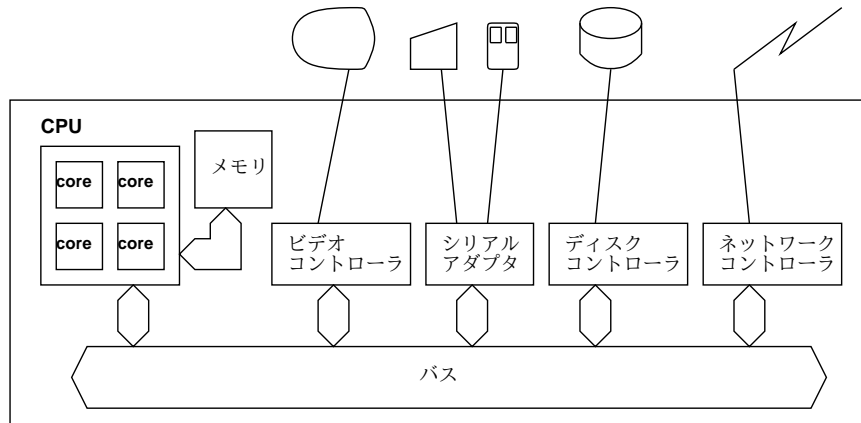 CPU
core
core
core
core
メモリ
ビデオ
コントローラ
シリアル
アダプタ
ディスク
コントローラ
ネットワーク
コントローラ
バス